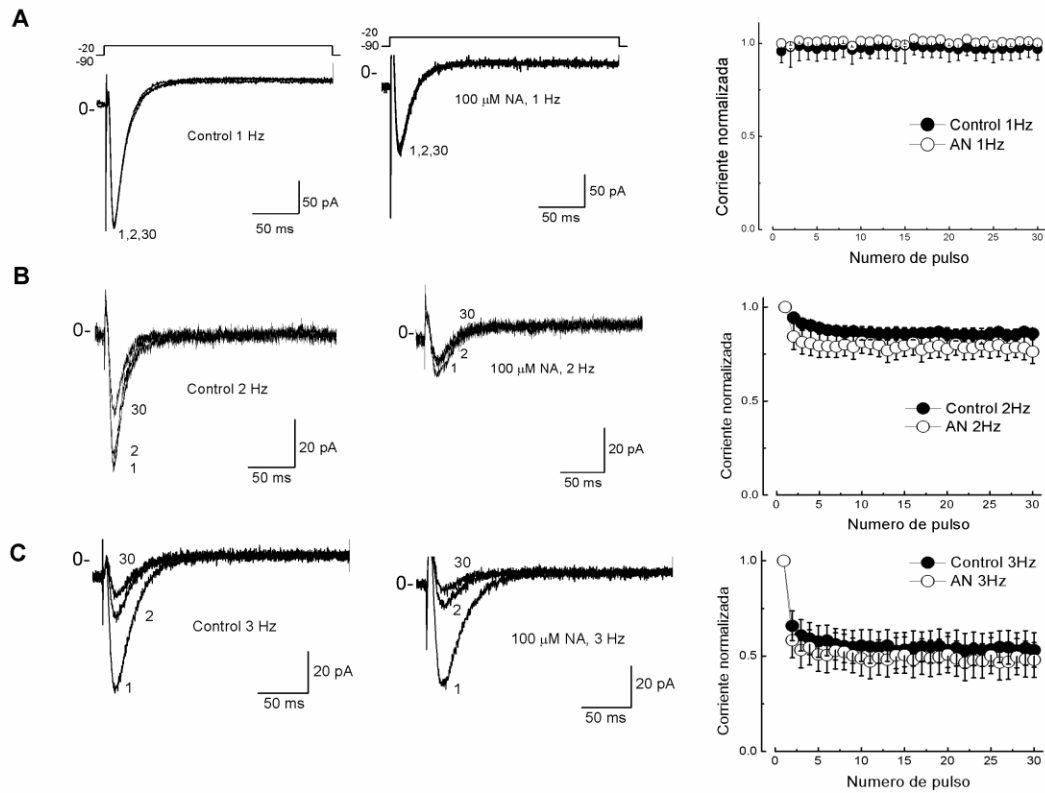 A
-20
-90
0-
Control 1 Hz
1,2,30
50 pA
50 ms
-20
-90
0-
100 μM NA, 1 Hz
1,2,30
50 pA
50 ms
Corriente normalizada
1.0
0.5
0.0
Control 1Hz
AN 1Hz
0 5 10 15 20 25 30
Numero de pulso
B
0-
Control 2 Hz
30
2
1
20 pA
50 ms
0-
30
2
1
100 μM NA, 2 Hz
20 pA
50 ms
Corriente normalizada
1.0
0.5
0.0
Control 2Hz
AN 2Hz
0 5 10 15 20 25 30
Numero de pulso
C
0-
30
2
1
Control 3 Hz
20 pA
50 ms
0-
30
2
1
100 μM NA, 3 Hz
20 pA
50 ms
Corriente normalizada
1.0
0.5
0.0
Control 3Hz
AN 3Hz
0 5 10 15 20 25 30
Numero de pulso